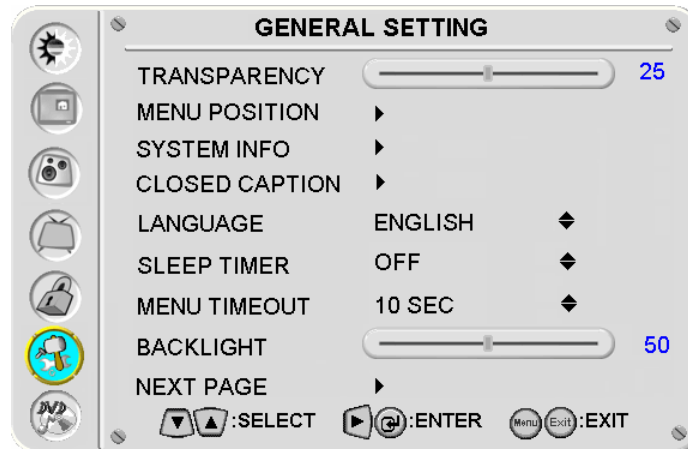 GENERAL SETTING
TRANSPARENCY 25
MENU POSITION
SYSTEM INFO
CLOSED CAPTION
LANGUAGE ENGLISH
SLEEP TIMER OFF
MENU TIMEOUT 10 SEC
BACKLIGHT 50
NEXT PAGE
DVD
:SELECT :ENTER Menu Exit :EXIT